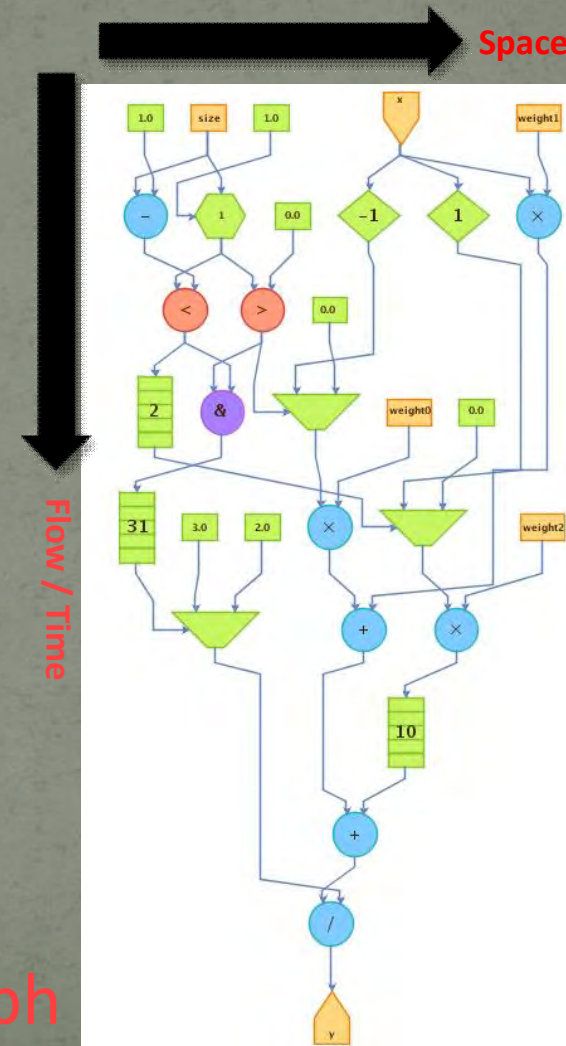 Space
Flow / Time
1.0
size
1.0
x
weight1
-
1
0.0
-1
1
×
<
>
0.0
2
&
weight0
0.0
31
3.0
2.0
×
weight2
+
×
10
+
/
y
ph